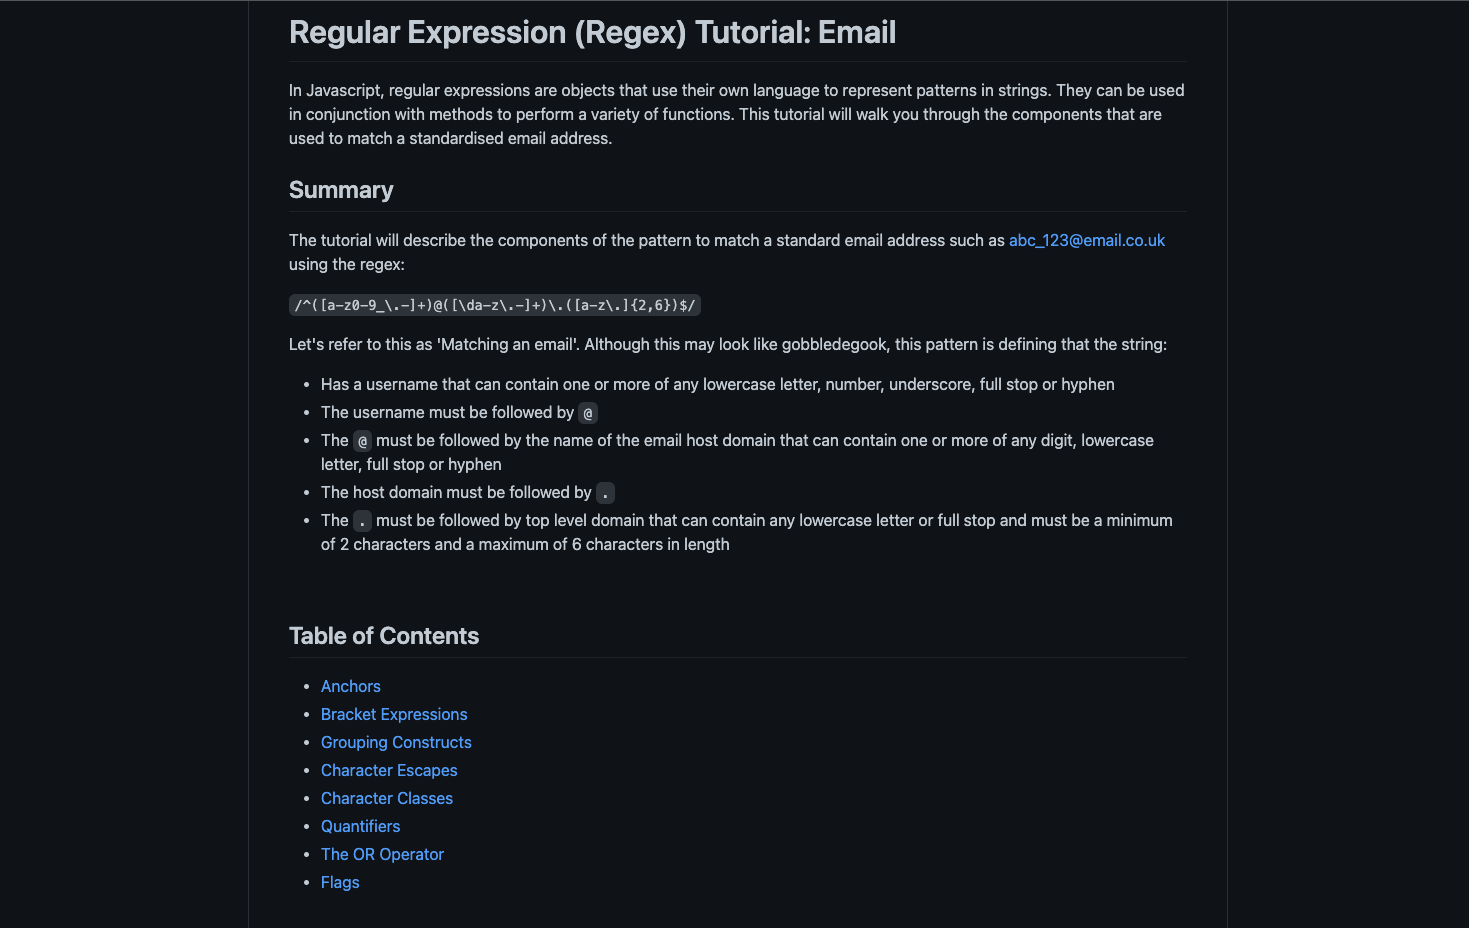 Regular Expression (Regex) Tutorial: Email
In Javascript, regular expressions are objects that use their own language to represent patterns in strings. They can be used
in conjunction with methods to perform a variety of functions. This tutorial will walk you through the components that are
used to match a standardised email address.
Summary
The tutorial will describe the components of the pattern to match a standard email address such as abc_123@email.co.uk
using the regex:
/^([a-z0-9_\.-]+)@([\da-z\.-]+)\.([a-z\.]{2,6})$/
Let's refer to this as 'Matching an email'. Although this may look like gobbledegook, this pattern is defining that the string:
• Has a username that can contain one or more of any lowercase letter, number, underscore, full stop or hyphen
• The username must be followed by @
• The @ must be followed by the name of the email host domain that can contain one or more of any digit, lowercase
letter, full stop or hyphen
• The host domain must be followed by .
• The . must be followed by top level domain that can contain any lowercase letter or full stop and must be a minimum
of 2 characters and a maximum of 6 characters in length
Table of Contents
• Anchors
• Bracket Expressions
• Grouping Constructs
• Character Escapes
• Character Classes
• Quantifiers
• The OR Operator
• Flags